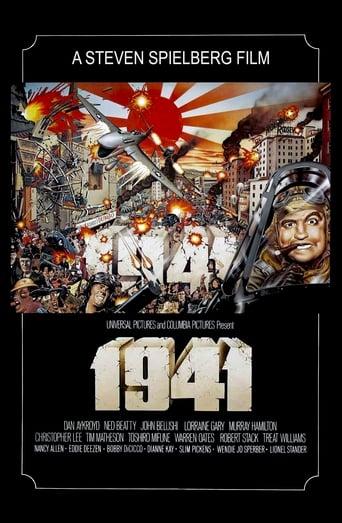 A STEVEN SPIELBERG FILM
1941
UNIVERSAL PICTURES and COLUMBIA PICTURES Present
1941
DAN AYKROYD NED BEATTY JOHN BELUSHI LORRAINE GARY MURRAY HAMILTON
CHRISTOPHER LEE TIM MATHESON TOSHIRO MIFUNE WARREN OATES ROBERT STACK TREAT WILLIAMS
NANCY ALLEN · EDDIE DEEZEN · BOBBY DiCICCO · DIANNE KAY · SLIM PICKENS · WENDIE JO SPERBER · LIONEL STANDER